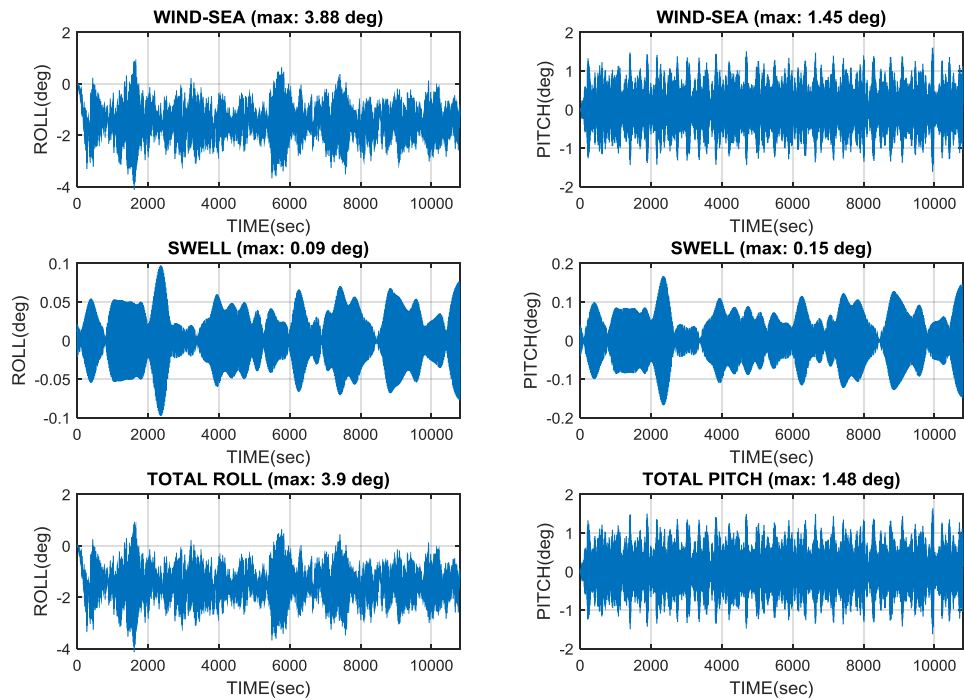 WIND-SEA (max: 3.88 deg)
2
0
-2
-4
ROLL(deg)
0 2000 4000 6000 8000 10000
TIME(sec)
WIND-SEA (max: 1.45 deg)
2
1
0
-1
-2
PITCH(deg)
0 2000 4000 6000 8000 10000
TIME(sec)
SWELL (max: 0.09 deg)
0.1
0.05
0
-0.05
-0.1
ROLL(deg)
0 2000 4000 6000 8000 10000
TIME(sec)
SWELL (max: 0.15 deg)
0.2
0.1
0
-0.1
-0.2
PITCH(deg)
0 2000 4000 6000 8000 10000
TIME(sec)
TOTAL ROLL (max: 3.9 deg)
2
0
-2
-4
ROLL(deg)
0 2000 4000 6000 8000 10000
TIME(sec)
TOTAL PITCH (max: 1.48 deg)
2
1
0
-1
-2
PITCH(deg)
0 2000 4000 6000 8000 10000
TIME(sec)